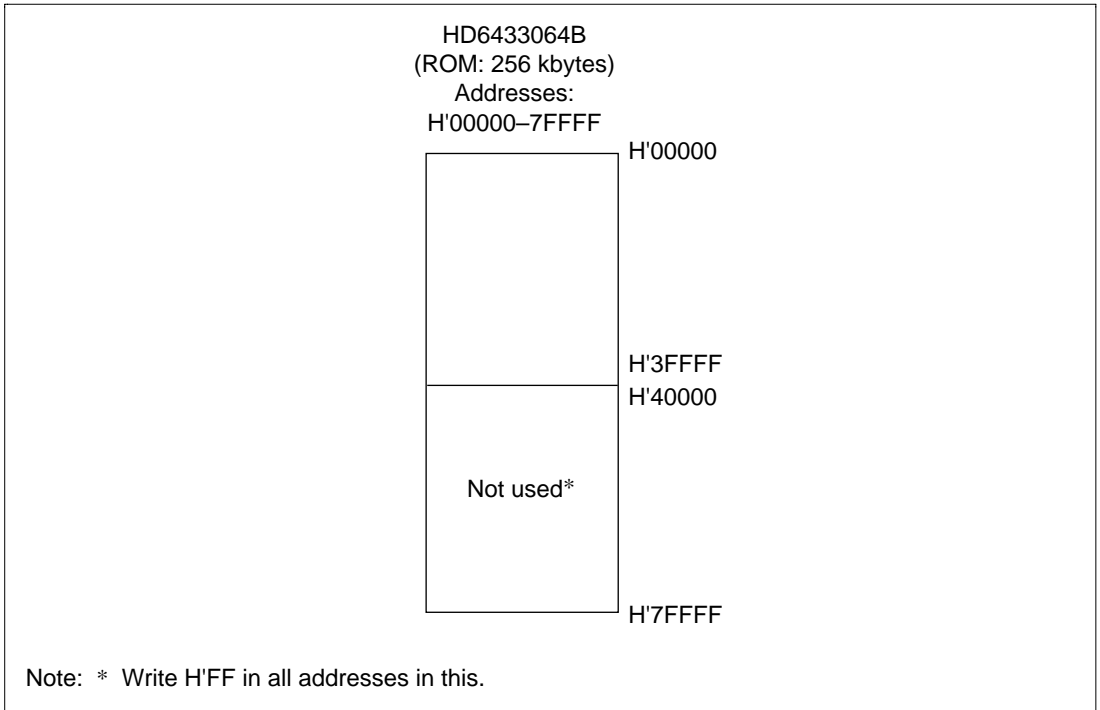 HD6433064B
(ROM: 256 kbytes)
Addresses:
H'00000–7FFFF
H'00000
H'3FFFF
H'40000
Not used*
H'7FFFF
Note: * Write H'FF in all addresses in this.